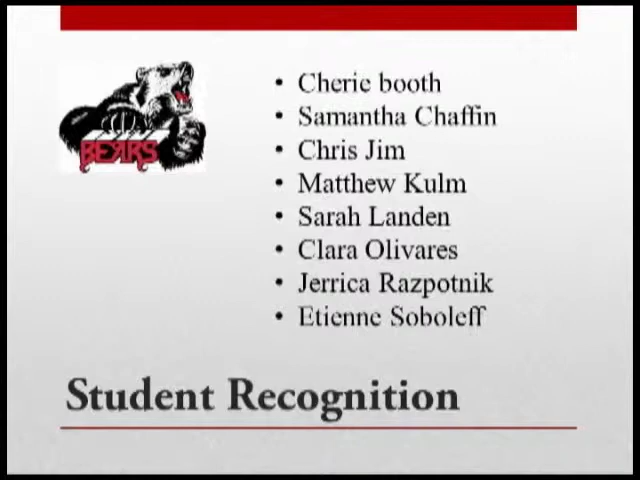 BEARS
• Cherie booth
• Samantha Chaffin
• Chris Jim
• Matthew Kulm
• Sarah Landen
• Clara Olivares
• Jerrica Razpotnik
• Etienne Soboleff
Student Recognition